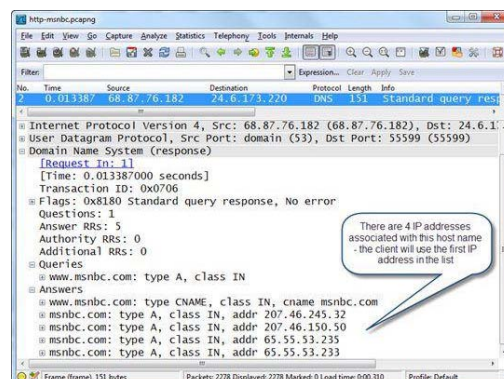 http-msnbc.pcapng
File Edit View Go Capture Analyze Statistics Telephony Tools Internals Help
Filter: Expression... Clear Apply Save
No. Time Source Destination Protocol Length Info
2 0.013387 68.87.76.182 24.6.173.220 DNS 151 Standard query res
Internet Protocol Version 4, Src: 68.87.76.182 (68.87.76.182), Dst: 24.6.1
User Datagram Protocol, Src Port: domain (53), Dst Port: 55599 (55599)
Domain Name System (response)
[Request In: 1]
[Time: 0.013387000 seconds]
Transaction ID: 0x0706
Flags: 0x8180 Standard query response, No error
Questions: 1
Answer RRs: 5
Authority RRs: 0
Additional RRs: 0
Queries
www.msnbc.com: type A, class IN
Answers
www.msnbc.com: type CNAME, class IN, cname msnbc.com
msnbc.com: type A, class IN, addr 207.46.245.32
msnbc.com: type A, class IN, addr 207.46.150.50
msnbc.com: type A, class IN, addr 65.55.53.235
msnbc.com: type A, class IN, addr 65.55.53.233
There are 4 IP addresses
associated with this host name
- the client will use the first IP
address in the list
Frame (frame), 151 bytes Packets: 2278 Displayed: 2278 Marked: 0 Load time: 0:00.310 Profile: Default